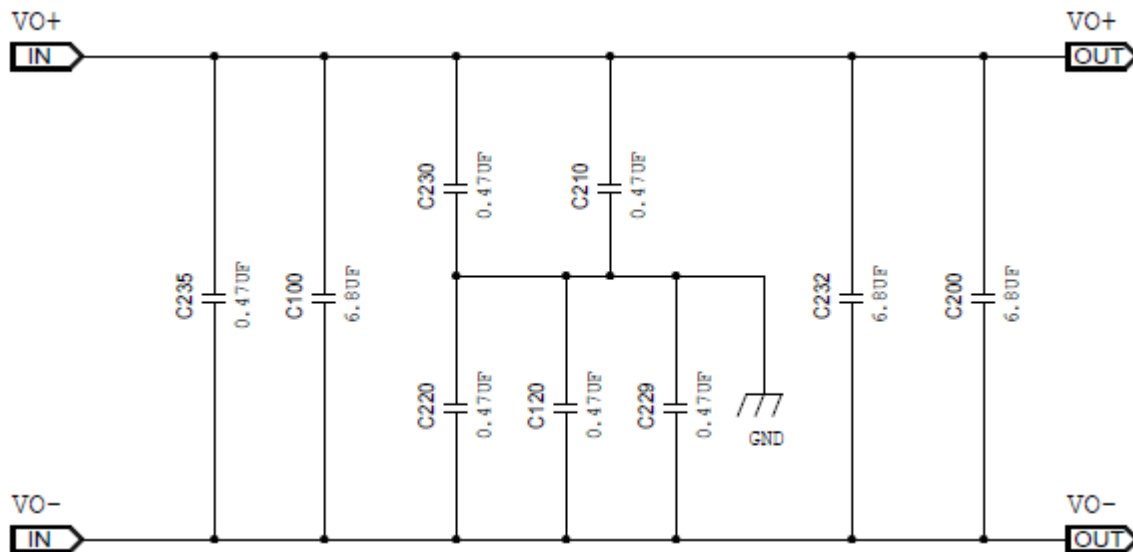 VO+
VO+
IN
OUT
C230
0.47UF
C210
0.47UF
C235
0.47UF
C100
6.8UF
C232
6.8UF
C200
6.8UF
C220
0.47UF
C120
0.47UF
C229
0.47UF
GND
VO-
VO-
IN
OUT